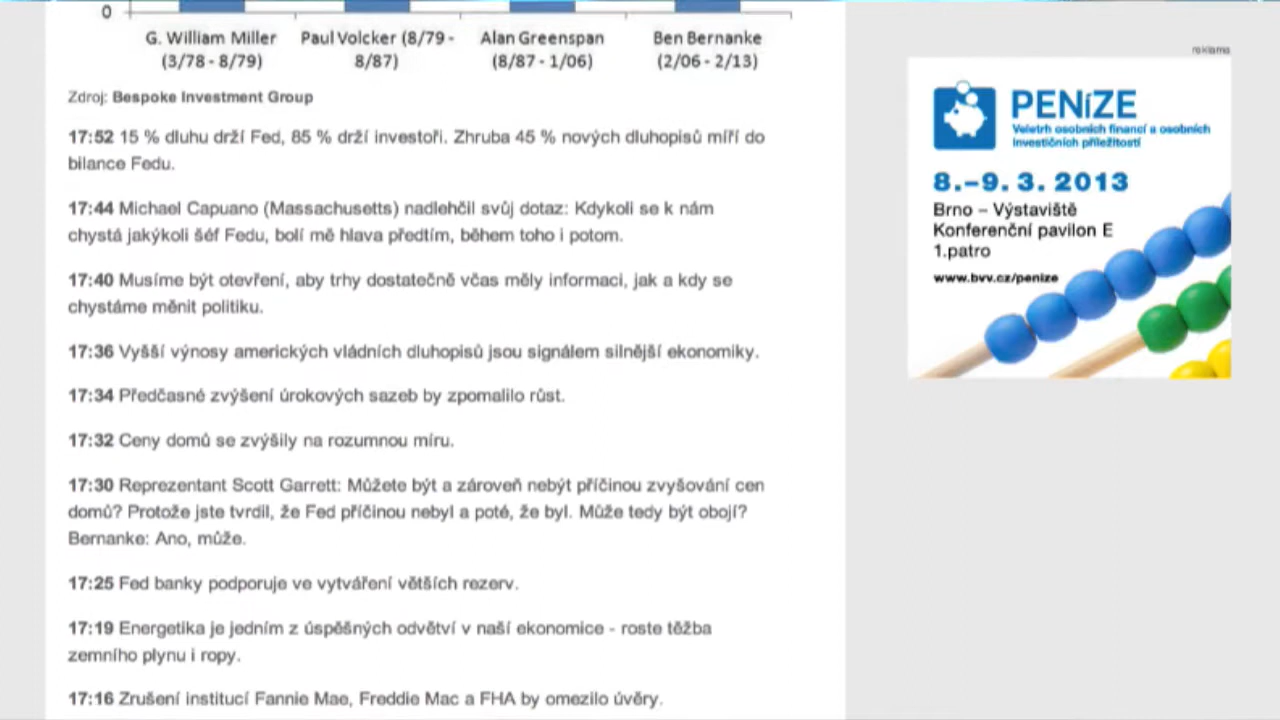 0
G. William Miller (3/78 - 8/79)
Paul Volcker (8/79 - 8/87)
Alan Greenspan (8/87 - 1/06)
Ben Bernanke (2/06 - 2/13)
Zdroj: Bespoke Investment Group
17:52 15 % dluhu drží Fed, 85 % drží investoři. Zhruba 45 % nových dluhopisů míří do
bilance Fedu.
17:44 Michael Capuano (Massachusetts) nadlehčil svůj dotaz: Kdykoli se k nám
chystá jakýkoli šéf Fedu, bolí mě hlava předtím, během toho i potom.
17:40 Musíme být otevření, aby trhy dostatečně včas měly informaci, jak a kdy se
chystáme měnit politiku.
17:36 Vyšší výnosy amerických vládních dluhopisů jsou signálem silnější ekonomiky.
17:34 Předčasné zvýšení úrokových sazeb by zpomalilo růst.
17:32 Ceny domů se zvýšily na rozumnou míru.
17:30 Reprezentant Scott Garrett: Můžete být a zároveň nebýt příčinou zvyšování cen
domů? Protože jste tvrdil, že Fed příčinou nebyl a poté, že byl. Může tedy být obojí?
Bernanke: Ano, může.
17:25 Fed banky podporuje ve vytváření větších rezerv.
17:19 Energetika je jedním z úspěšných odvětví v naší ekonomice - roste těžba
zemního plynu i ropy.
17:16 Zrušení institucí Fannie Mae, Freddie Mac a FHA by omezilo úvěry.
reklama
PENíZE
Veletrh osobních financí a osobních
investičních příležitostí
8.–9. 3. 2013
Brno – Výstaviště
Konferenční pavilon E
1.patro
www.bvv.cz/penize